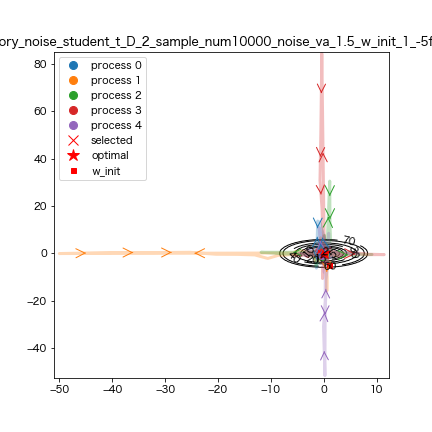 ory_noise_student_t_D_2_sample_num10000_noise_va_1.5_w_init_1_-5f
process 0
process 1
process 2
process 3
process 4
selected
optimal
w_init
80
60
40
20
0
−20
−40
70
−50
−40
−30
−20
−10
0
10